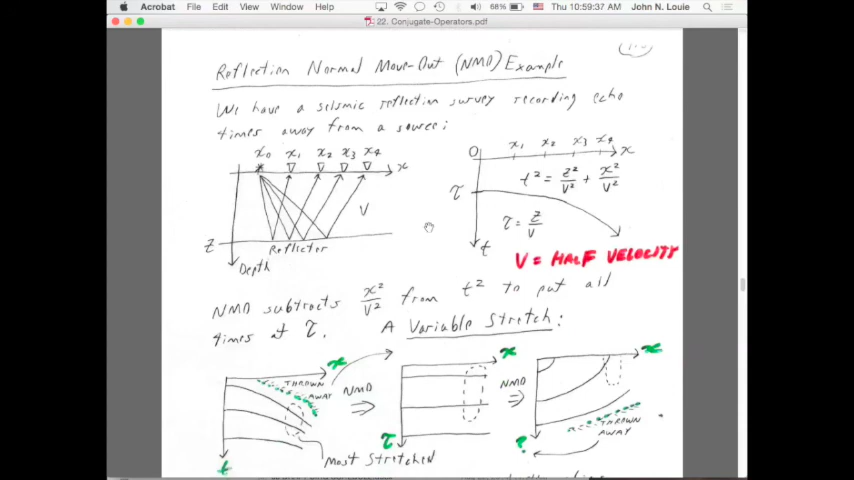 Acrobat File Edit View Window Help 68% Thu 10:59:37 AM John N. Louie
22. Conjugate-Operators.pdf
Reflection Normal Move-Out (NMO) Example
We have a seismic reflection survey recording echo
times away from a source:
x₀ x₁ x₂ x₃ x₄
x
V
Z
Reflector
Depth
0 x₁ x₂ x₃ x₄ x
t² = z²/v² + x²/v²
τ
τ = z/v
t
V = HALF VELOCITY
NMO subtracts x²/v² from t² to put all
times at τ. A Variable Stretch:
x
THROWN
AWAY
t
Most Stretched
NMO
⇒
x
τ
NMO
⇒
x
THROWN
AWAY
?